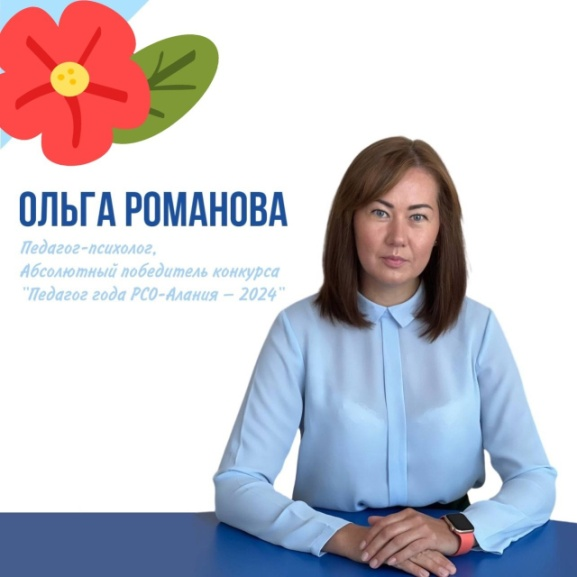 ОЛЬГА РОМАНОВА
Педагог-психолог,
Абсолютный победитель конкурса
"Педагог года РСО-Алания – 2024"